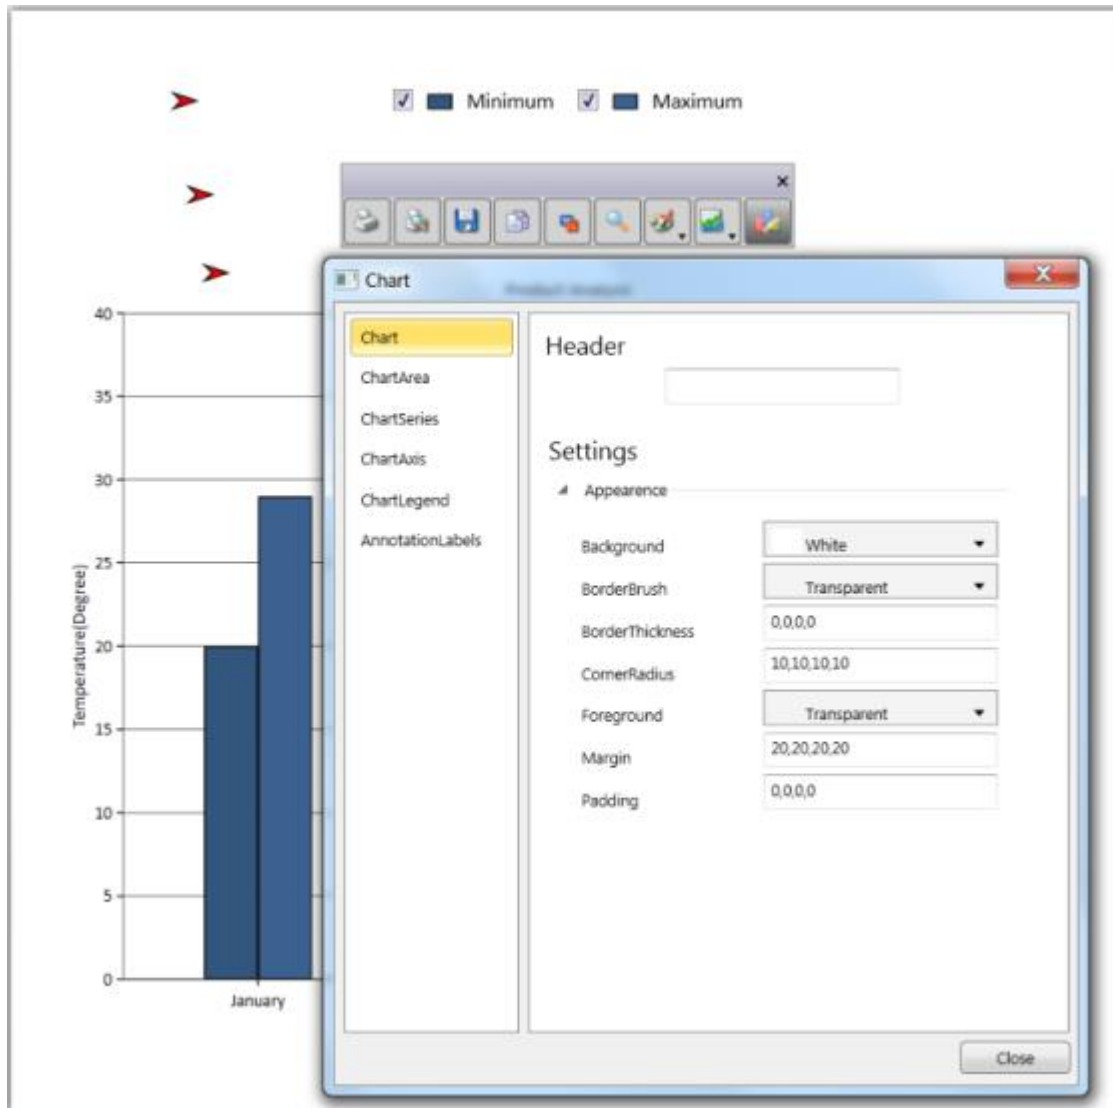 Minimum Maximum
Chart
Product Analysis
Chart
ChartArea
ChartSeries
ChartAxis
ChartLegend
AnnotationLabels
Header
Settings
Appearence
Background White
BorderBrush Transparent
BorderThickness 0,0,0,0
CornerRadius 10,10,10,10
Foreground Transparent
Margin 20,20,20,20
Padding 0,0,0,0
Close
40
35
30
25
20
15
10
5
0
Temperature(Degree)
January